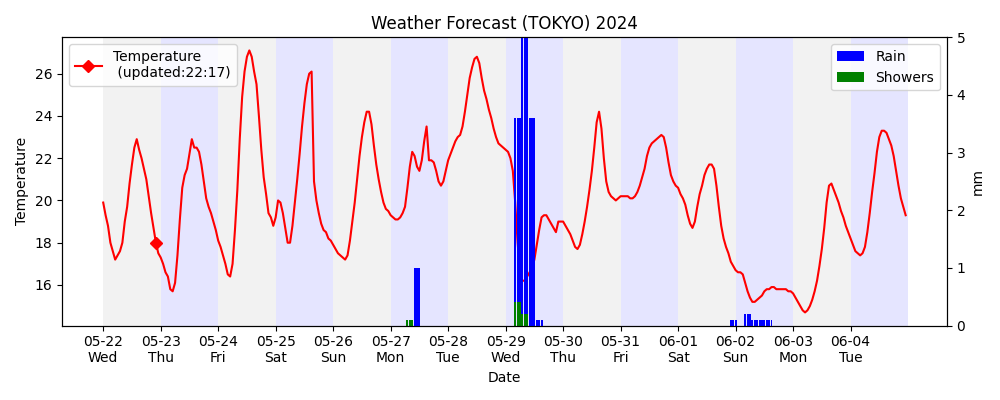 Weather Forecast (TOKYO) 2024
Temperature
(updated:22:17)
Rain
Showers
Temperature
26
24
22
20
18
16
5
4
3
2
1
0
mm
05-22 05-23 05-24 05-25 05-26 05-27 05-28 05-29 05-30 05-31 06-01 06-02 06-03 06-04
Wed Thu Fri Sat Sun Mon Tue Wed Thu Fri Sat Sun Mon Tue
Date